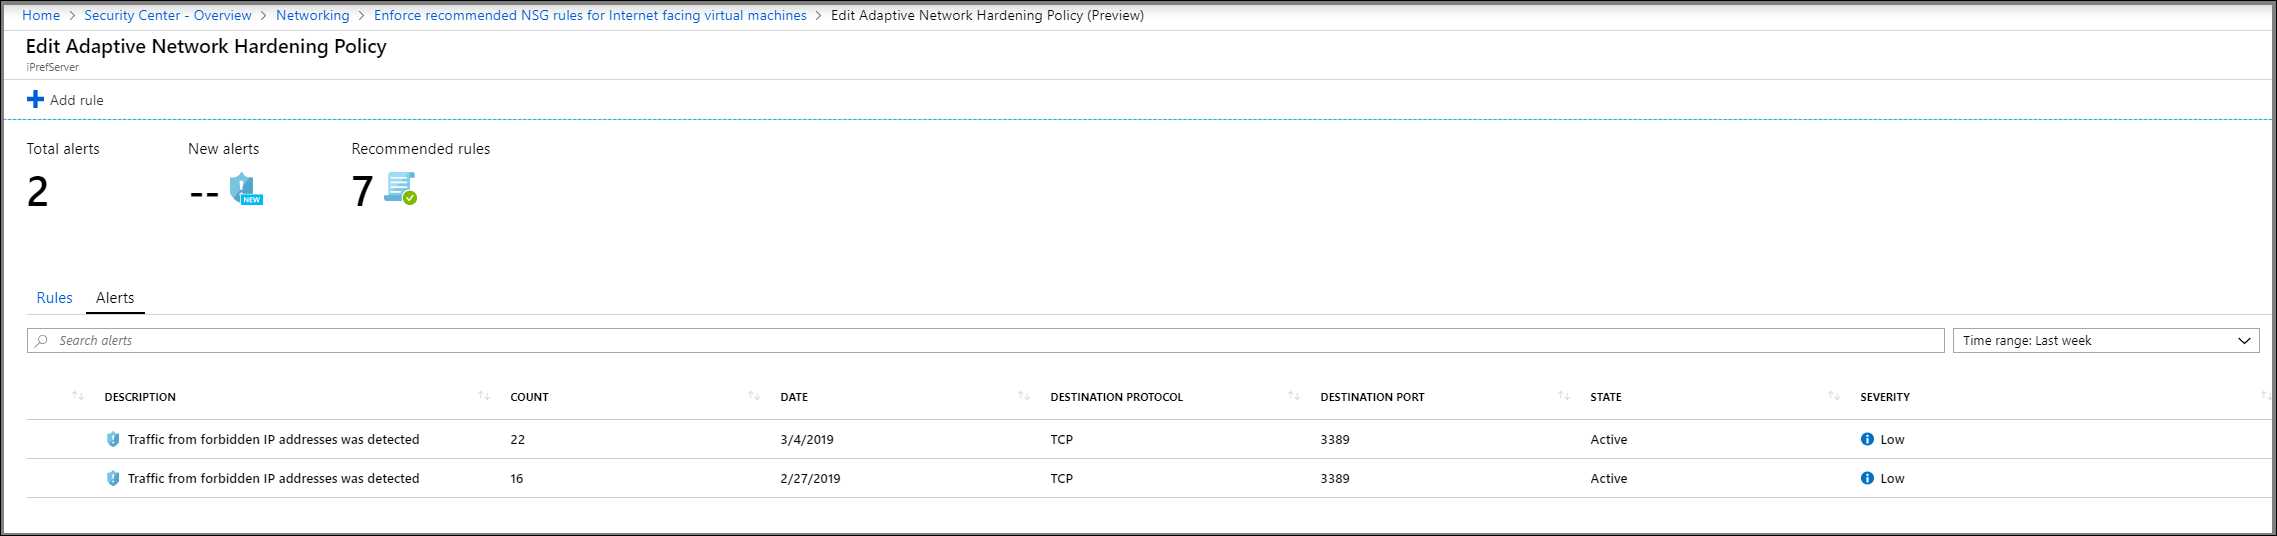 Home > Security Center - Overview > Networking > Enforce recommended NSG rules for Internet facing virtual machines > Edit Adaptive Network Hardening Policy (Preview)
Edit Adaptive Network Hardening Policy
iPrefServer
Add rule
Total alerts New alerts Recommended rules
2 -- NEW 7
Rules Alerts
Search alerts Time range: Last week
DESCRIPTION COUNT DATE DESTINATION PROTOCOL DESTINATION PORT STATE SEVERITY
Traffic from forbidden IP addresses was detected 22 3/4/2019 TCP 3389 Active Low
Traffic from forbidden IP addresses was detected 16 2/27/2019 TCP 3389 Active Low